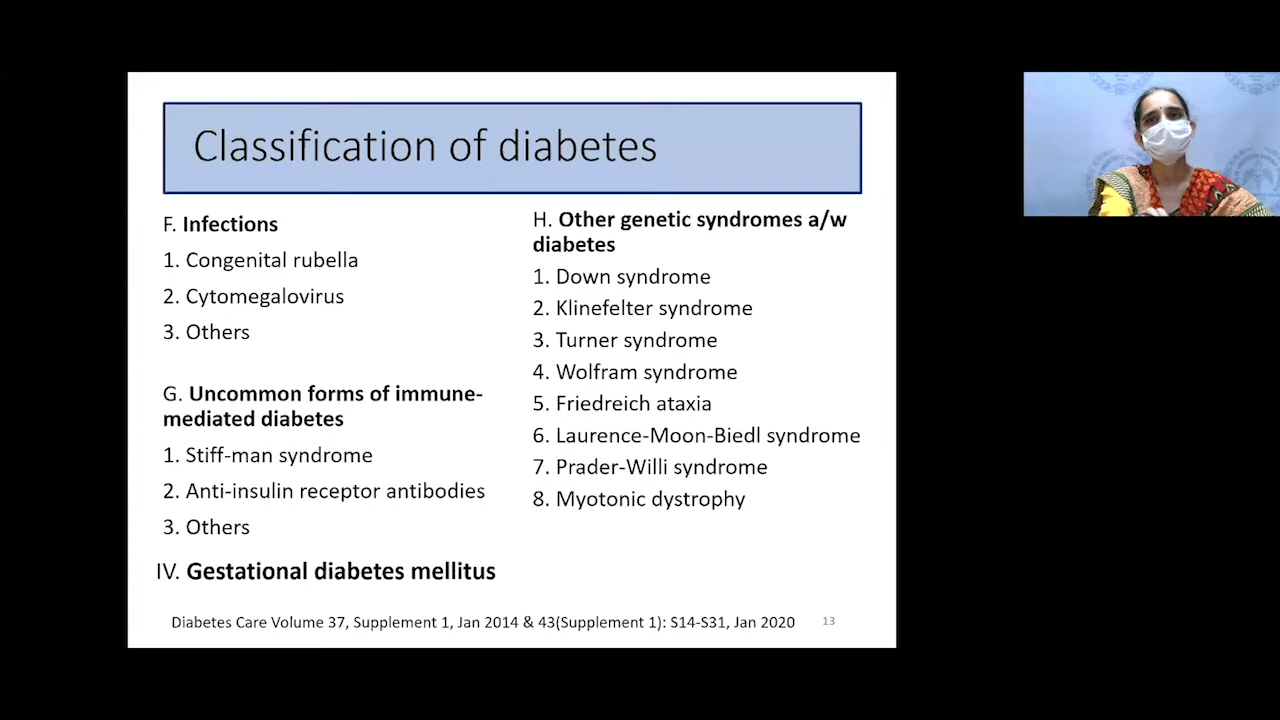 Classification of diabetes
F. Infections
1. Congenital rubella
2. Cytomegalovirus
3. Others
G. Uncommon forms of immune-
mediated diabetes
1. Stiff-man syndrome
2. Anti-insulin receptor antibodies
3. Others
IV. Gestational diabetes mellitus
H. Other genetic syndromes a/w
diabetes
1. Down syndrome
2. Klinefelter syndrome
3. Turner syndrome
4. Wolfram syndrome
5. Friedreich ataxia
6. Laurence-Moon-Biedl syndrome
7. Prader-Willi syndrome
8. Myotonic dystrophy
Diabetes Care Volume 37, Supplement 1, Jan 2014 & 43(Supplement 1): S14-S31, Jan 2020
13